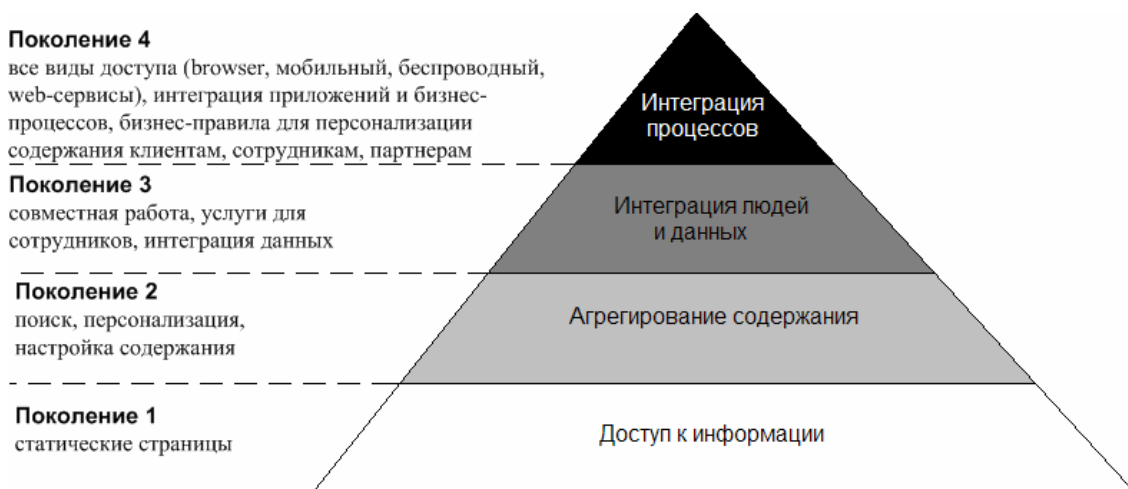 Поколение 4
все виды доступа (browser, мобильный, беспроводный,
web-сервисы), интеграция приложений и бизнес-
процессов, бизнес-правила для персонализации
содержания клиентам, сотрудникам, партнерам
Интеграция
процессов
Поколение 3
совместная работа, услуги для
сотрудников, интеграция данных
Интеграция людей
и данных
Поколение 2
поиск, персонализация,
настройка содержания
Агрегирование содержания
Поколение 1
статические страницы
Доступ к информации